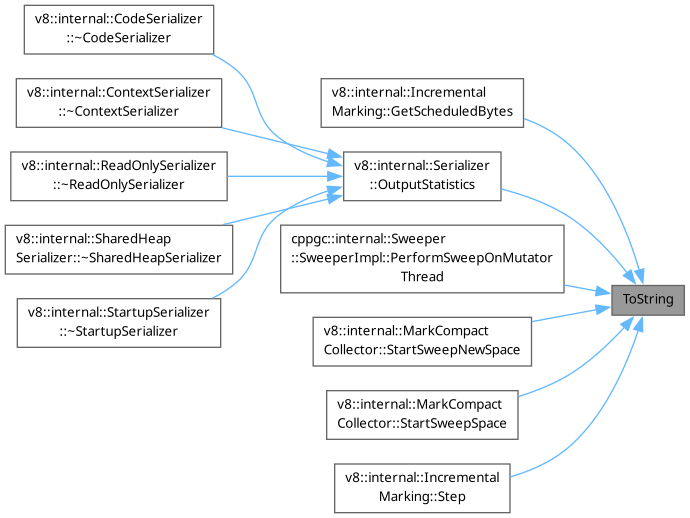 v8::internal::CodeSerializer
::~CodeSerializer
v8::internal::ContextSerializer
::~ContextSerializer
v8::internal::ReadOnlySerializer
::~ReadOnlySerializer
v8::internal::SharedHeap
Serializer::~SharedHeapSerializer
v8::internal::StartupSerializer
::~StartupSerializer
v8::internal::Incremental
Marking::GetScheduledBytes
v8::internal::Serializer
::OutputStatistics
cppgc::internal::Sweeper
::SweeperImpl::PerformSweepOnMutator
Thread
v8::internal::MarkCompact
Collector::StartSweepNewSpace
v8::internal::MarkCompact
Collector::StartSweepSpace
v8::internal::Incremental
Marking::Step
ToString